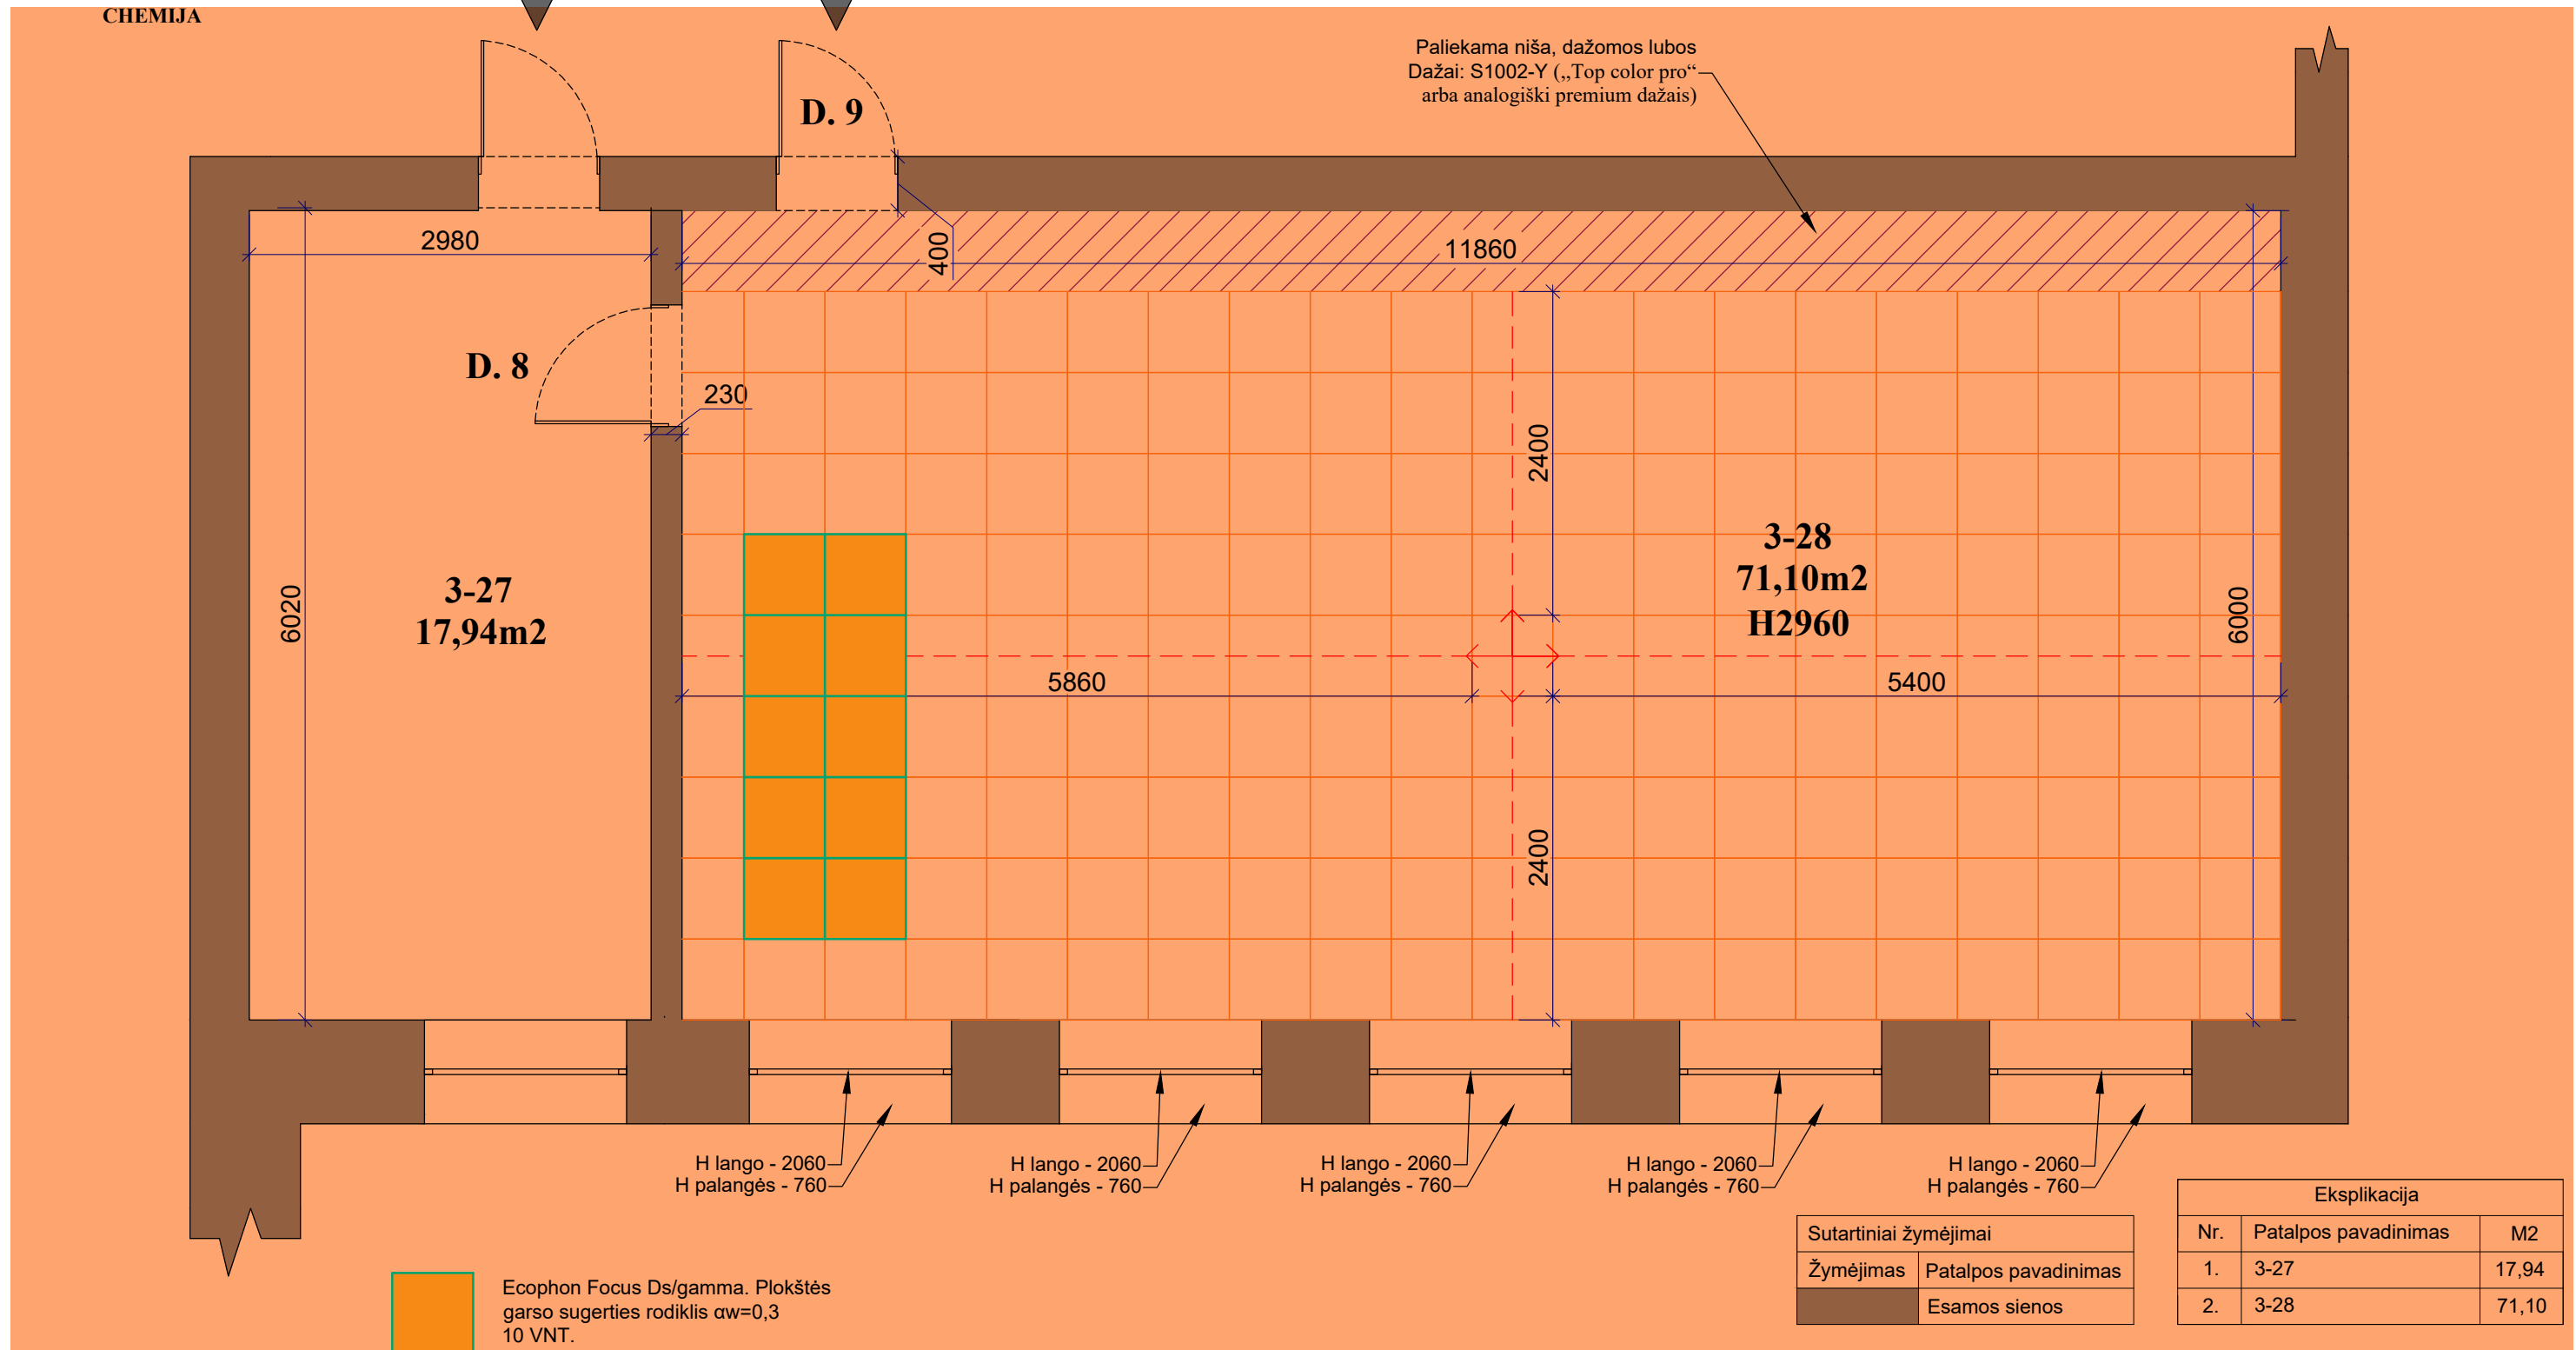 CHEMIJA
Paliekama niša, dažomos lubos
Dažai: S1002-Y („Top color pro“
arba analogiški premium dažais)
D. 9
2980
400
11860
D. 8
230
2400
3-28
71,10m2
H2960
3-27
17,94m2
6020
6000
5860
5400
2400
H lango - 2060
H palangės - 760
H lango - 2060
H palangės - 760
H lango - 2060
H palangės - 760
H lango - 2060
H palangės - 760
H lango - 2060
H palangės - 760
Ecophon Focus Ds/gamma. Plokštės
garso sugerties rodiklis αw=0,3
10 VNT.
Sutartiniai žymėjimai
Žymėjimas Patalpos pavadinimas
Esamos sienos
Eksplikacija
Nr. Patalpos pavadinimas M2
1. 3-27 17,94
2. 3-28 71,10